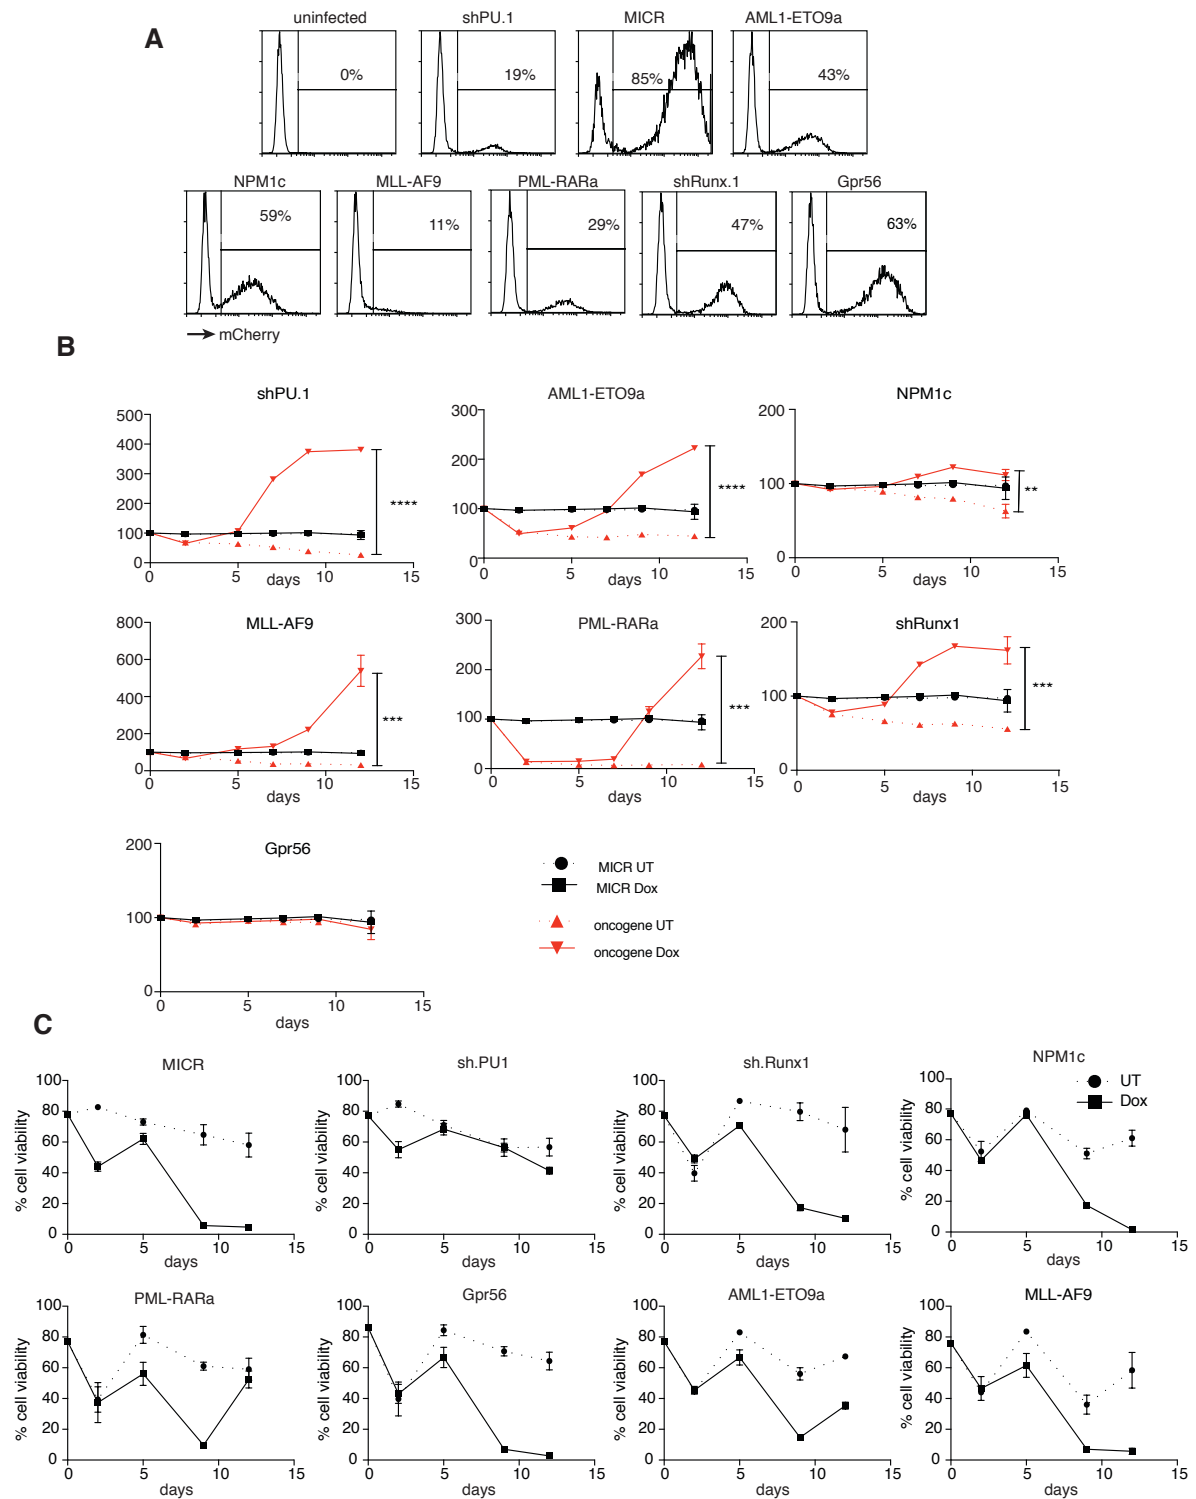 A
uninfected shPU.1 MICR AML1-ETO9a
0% 19% 85% 43%
NPM1c MLL-AF9 PML-RARa shRunx.1 Gpr56
59% 11% 29% 47% 63%
mCherry
B
shPU.1
500
400
300
200
100
0
0 5 10 15
days
AML1-ETO9a
300
200
100
0
0 5 10 15
days
NPM1c
200
100
0
0 5 10 15
days
****
****
**
MLL-AF9
800
600
400
200
0
0 5 10 15
days
PML-RARa
300
200
100
0
0 5 10 15
days
shRunx1
200
100
0
0 5 10 15
days
***
***
***
Gpr56
200
100
0
0 5 10 15
days
MICR UT
MICR Dox
oncogene UT
oncogene Dox
C
MICR
100
80
60
40
20
0
% cell viability
0 5 10 15
days
sh.PU1
100
80
60
40
20
0
% cell viability
0 5 10 15
days
sh.Runx1
100
80
60
40
20
0
% cell viability
0 5 10 15
days
NPM1c
100
80
60
40
20
0
% cell viability
0 5 10 15
days
UT
Dox
PML-RARa
100
80
60
40
20
0
% cell viability
0 5 10 15
days
Gpr56
100
80
60
40
20
0
% cell viability
0 5 10 15
days
AML1-ETO9a
100
80
60
40
20
0
% cell viability
0 5 10 15
days
MLL-AF9
100
80
60
40
20
0
% cell viability
0 5 10 15
days